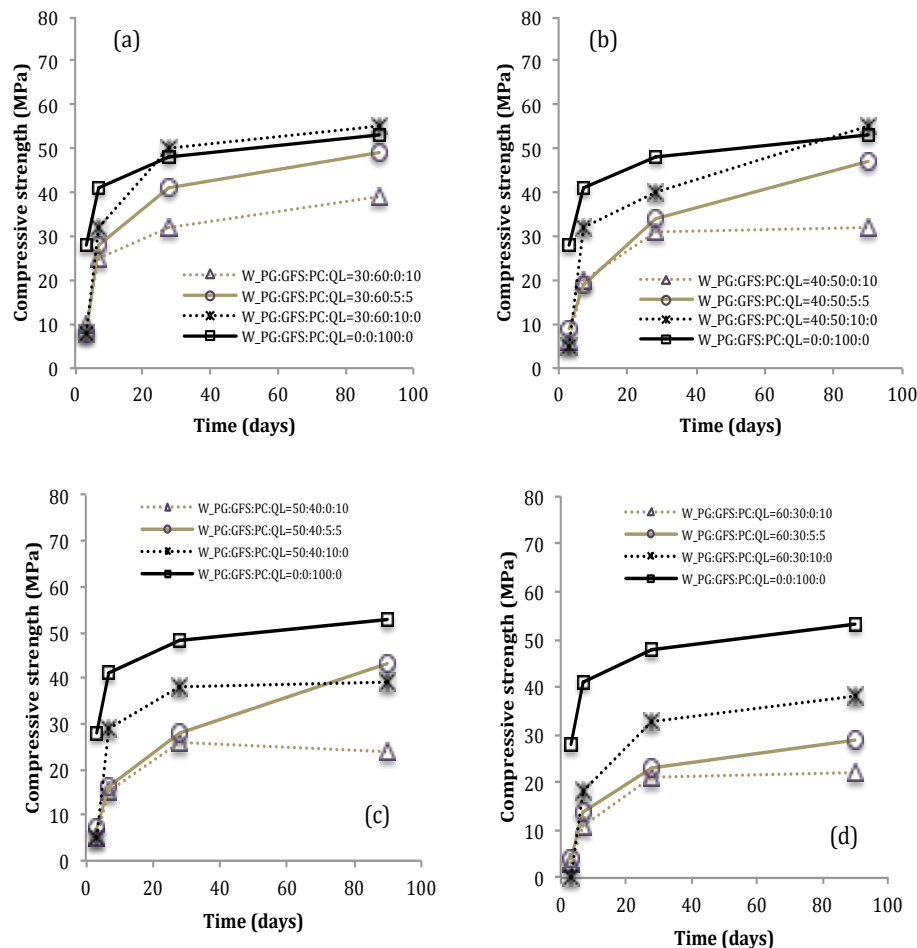 (a)
Compressive strength (MPa)
80
70
60
50
40
30
20
10
0
W_PG:GFS:PC:QL=30:60:0:10
W_PG:GFS:PC:QL=30:60:5:5
W_PG:GFS:PC:QL=30:60:10:0
W_PG:GFS:PC:QL=0:0:100:0
0 20 40 60 80 100
Time (days)
(b)
Compressive strength (MPa)
80
70
60
50
40
30
20
10
0
W_PG:GFS:PC:QL=40:50:0:10
W_PG:GFS:PC:QL=40:50:5:5
W_PG:GFS:PC:QL=40:50:10:0
W_PG:GFS:PC:QL=0:0:100:0
0 20 40 60 80 100
Time (days)
Compressive strength (MPa)
80
70
60
50
40
30
20
10
0
W_PG:GFS:PC:QL=50:40:0:10
W_PG:GFS:PC:QL=50:40:5:5
W_PG:GFS:PC:QL=50:40:10:0
W_PG:GFS:PC:QL=0:0:100:0
(c)
0 20 40 60 80 100
Time (days)
Compressive strength (MPa)
80
70
60
50
40
30
20
10
0
W_PG:GFS:PC:QL=60:30:0:10
W_PG:GFS:PC:QL=60:30:5:5
W_PG:GFS:PC:QL=60:30:10:0
W_PG:GFS:PC:QL=0:0:100:0
(d)
0 20 40 60 80 100
Time (days)